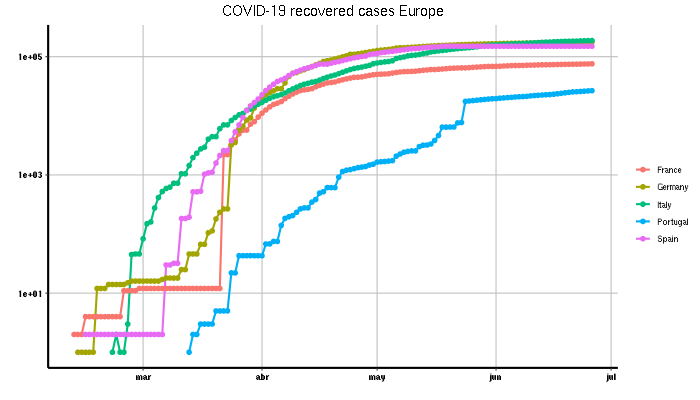 COVID-19 recovered cases Europe
1e+05
1e+03
1e+01
mar
abr
may
jun
jul
France
Germany
Italy
Portugal
Spain